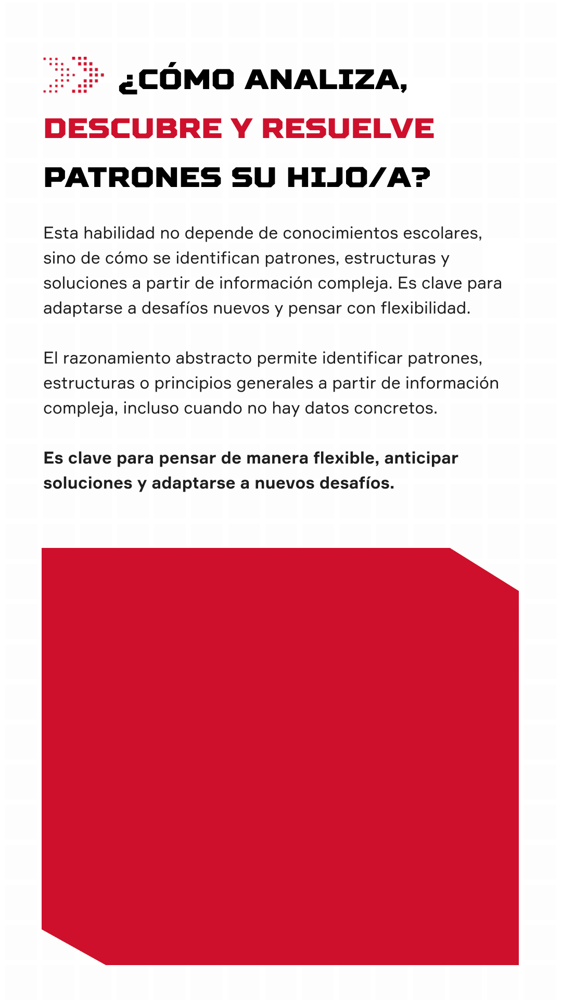 ¿CÓMO ANALIZA,
DESCUBRE Y RESUELVE
PATRONES SU HIJO/A?
Esta habilidad no depende de conocimientos escolares,
sino de cómo se identifican patrones, estructuras y
soluciones a partir de información compleja. Es clave para
adaptarse a desafíos nuevos y pensar con flexibilidad.
El razonamiento abstracto permite identificar patrones,
estructuras o principios generales a partir de información
compleja, incluso cuando no hay datos concretos.
Es clave para pensar de manera flexible, anticipar
soluciones y adaptarse a nuevos desafíos.